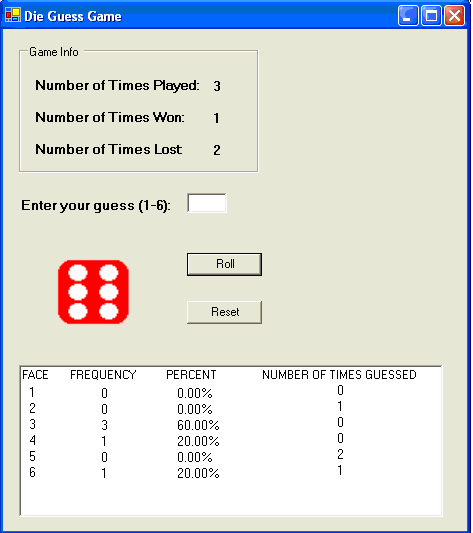 Die Guess Game
Game Info
Number of Times Played: 3
Number of Times Won: 1
Number of Times Lost: 2
Enter your guess (1-6):
Roll
Reset
FACE FREQUENCY PERCENT NUMBER OF TIMES GUESSED
1 0 0.00% 0
2 0 0.00% 1
3 3 60.00% 0
4 1 20.00% 0
5 0 0.00% 2
6 1 20.00% 1